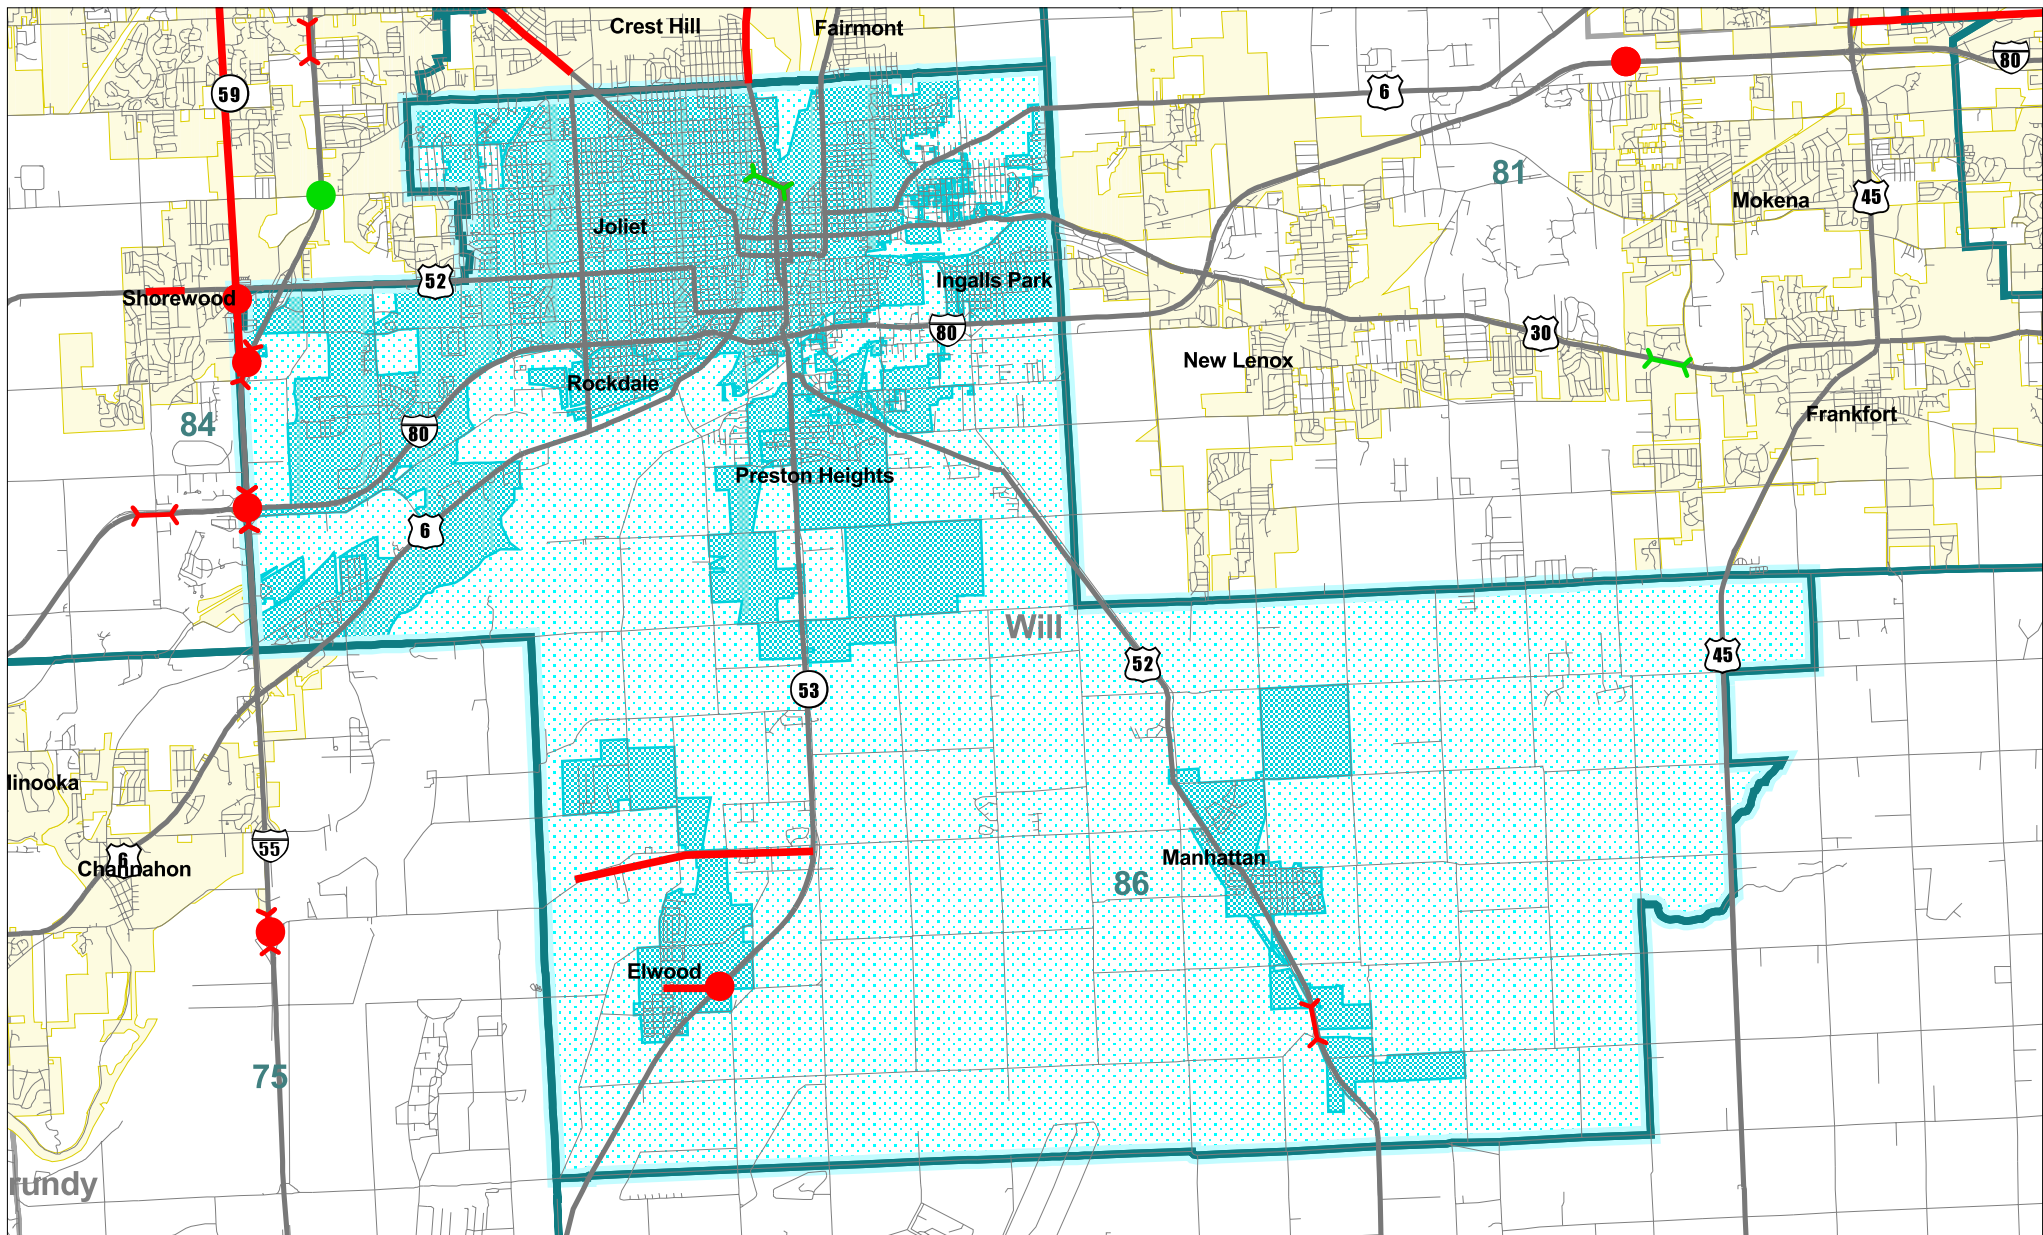 Crest Hill
Fairmont
59
6
80
81
45
Mokena
Joliet
52
Ingalls Park
Shorewood
80
30
New Lenox
Rockdale
84
80
Frankfort
Preston Heights
6
Will
52
45
53
linooka
55
6
Channahon
Manhattan
86
Elwood
75
rundy